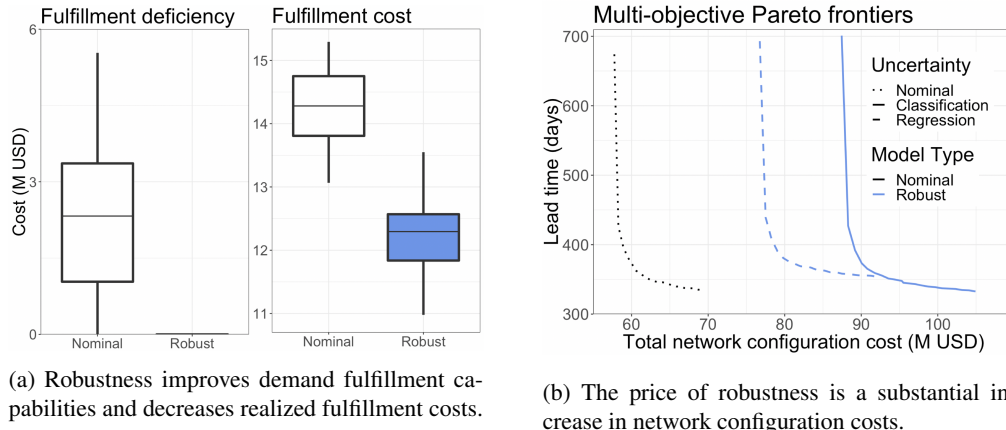 Fulfillment deficiency
Fulfillment cost
Cost (M USD)
6
3
0
Nominal
Robust
15
14
13
12
11
Nominal
Robust
(a) Robustness improves demand fulfillment ca-
pabilities and decreases realized fulfillment costs.
Multi-objective Pareto frontiers
Lead time (days)
700
600
500
400
300
60
70
80
90
100
Total network configuration cost (M USD)
Uncertainty
Nominal
Classification
Regression
Model Type
Nominal
Robust
(b) The price of robustness is a substantial in
crease in network configuration costs.